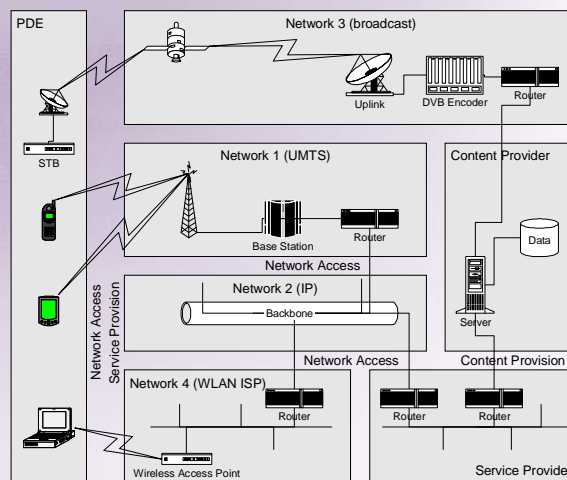 PDE
Network 3 (broadcast)
Uplink
DVB Encoder
Router
STB
Network 1 (UMTS)
Content Provider
Base Station
Router
Data
Network Access
Server
Network Access
Service Provision
Network 2 (IP)
Backbone
Network Access
Content Provision
Network 4 (WLAN ISP)
Router
Router
Router
Wireless Access Point
Service Provide